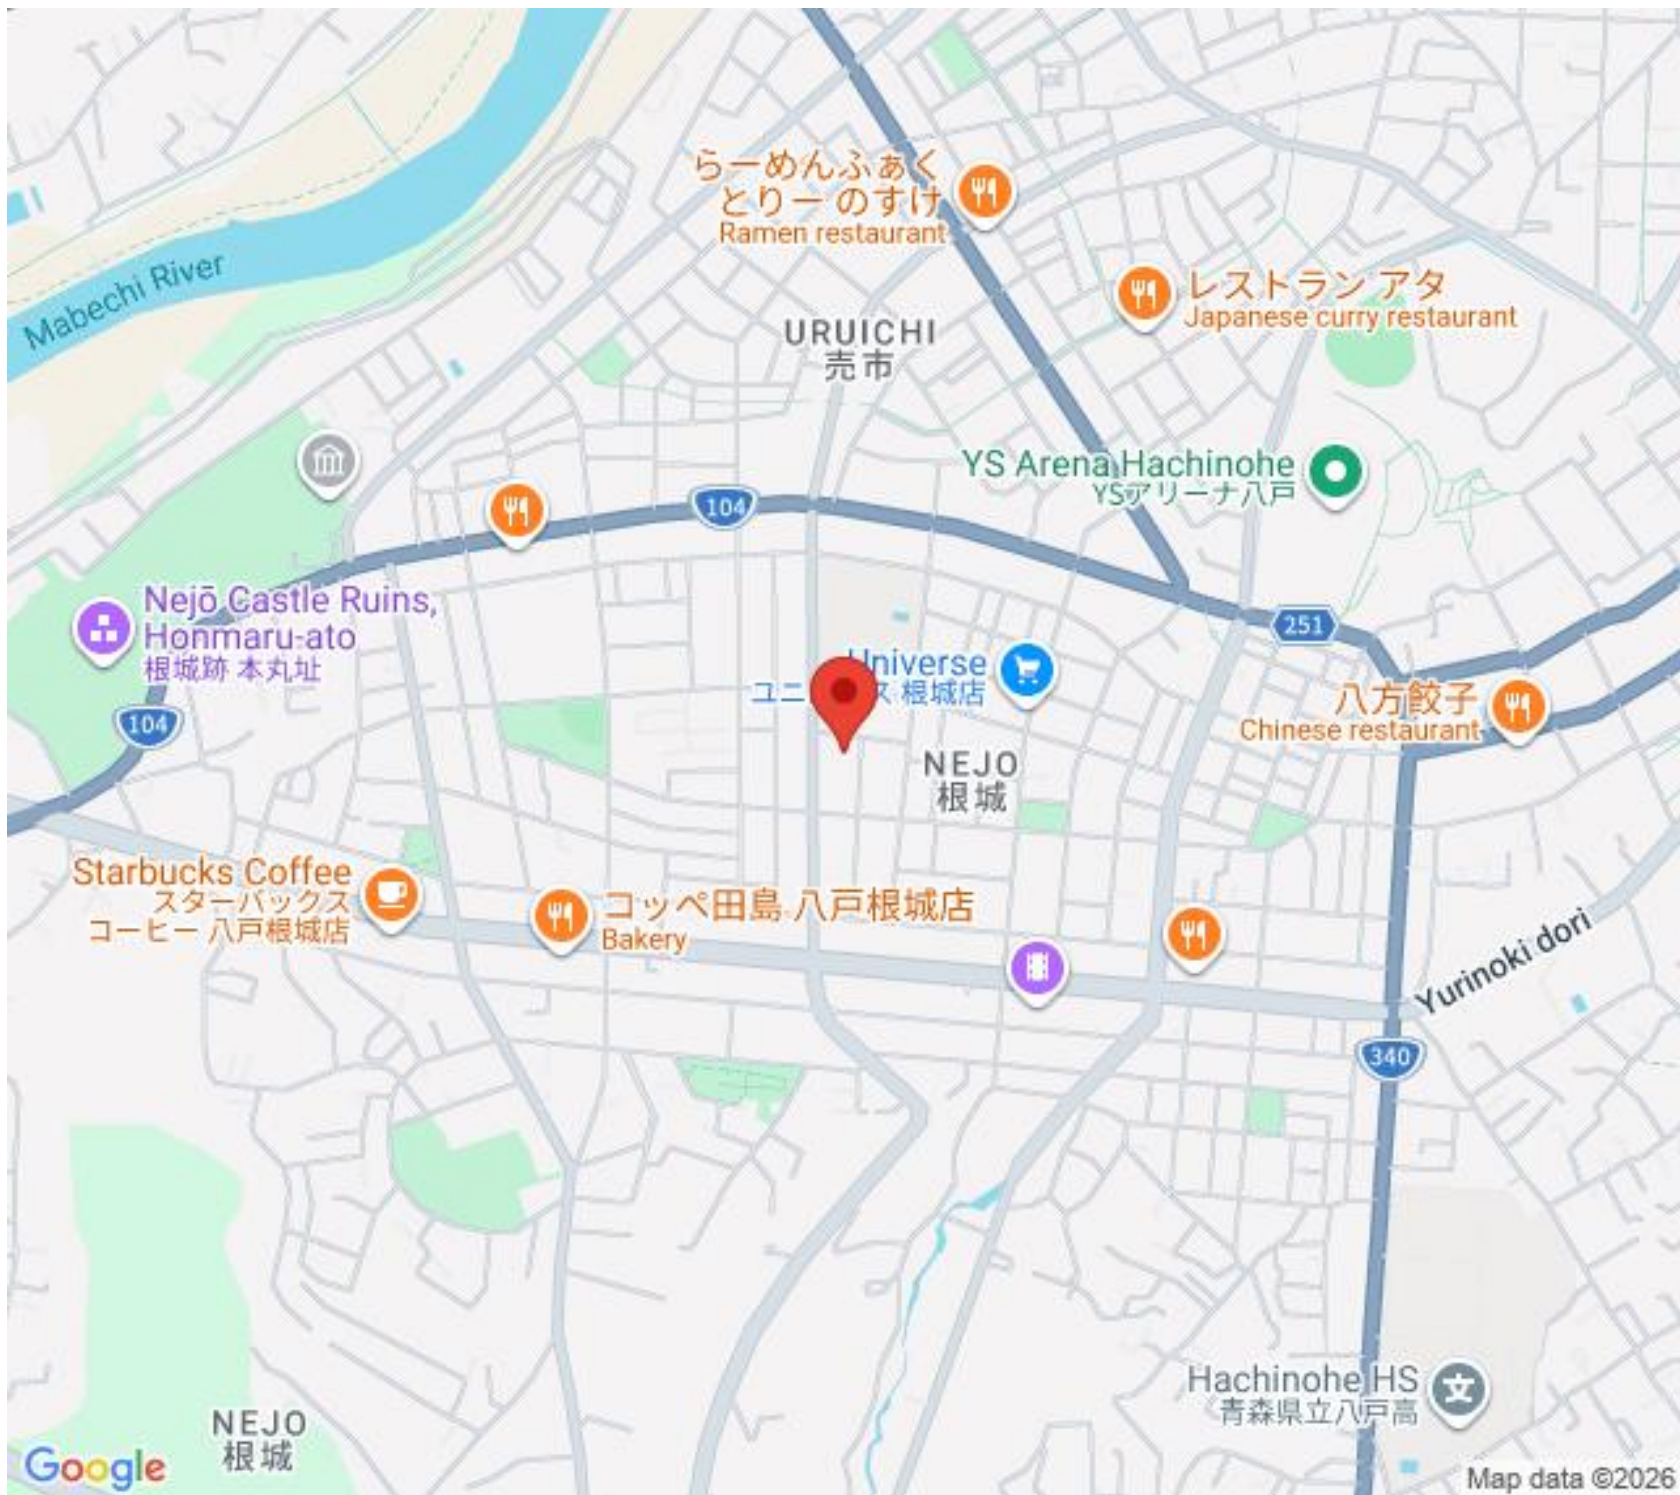 らーめんふぁく
とりー のすけ
Ramen restaurant
Mabechi River
レストラン アタ
Japanese curry restaurant
URUICHI
売市
YS Arena Hachinohe
YSアリーナ八戸
104
Nejō Castle Ruins,
Honmaru-ato
根城跡 本丸址
251
Universe
ユニ ス 根城店
八方餃子
Chinese restaurant
104
NEJO
根城
Starbucks Coffee
スターバックス
コーヒー 八戸根城店
コッペ田島 八戸根城店
Bakery
Yurinoki dori
340
Hachinohe HS
青森県立八戸高
NEJO
根城
Google
Map data ©2026